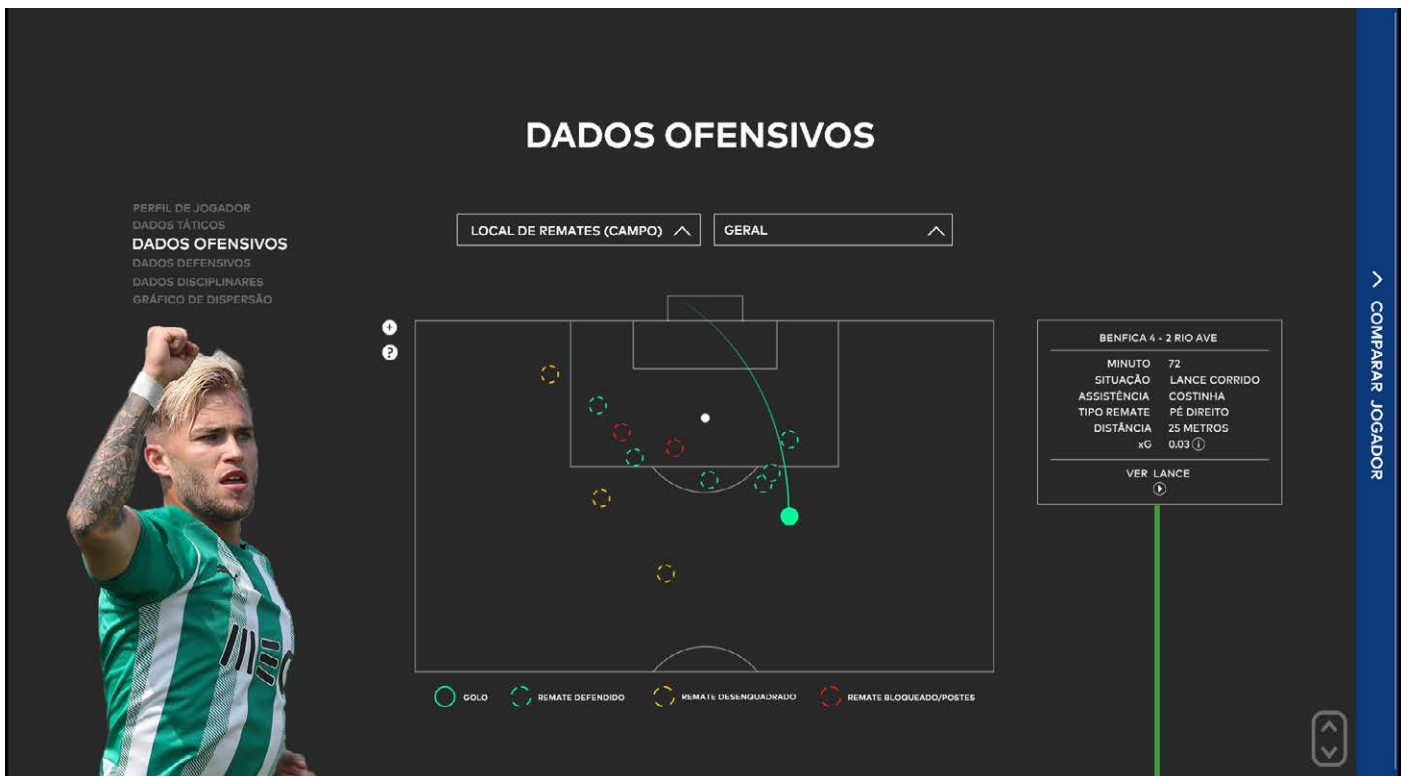 DADOS OFENSIVOS
PERFIL DE JOGADOR
DADOS TÁTICOS
DADOS OFENSIVOS
DADOS DEFENSIVOS
DADOS DISCIPLINARES
GRÁFICO DE DISPERSÃO
LOCAL DE REMATES (CAMPO)
GERAL
+
?
BENFICA 4 - 2 RIO AVE
MINUTO 72
SITUAÇÃO LANCE CORRIDO
ASSISTÊNCIA COSTINHA
TIPO REMATE PÉ DIREITO
DISTÂNCIA 25 METROS
xG 0.03 i
VER LANCE
GOLO
REMATE DEFENDIDO
REMATE DESENQUADRADO
REMATE BLOQUEADO/POSTES
COMPARAR JOGADOR